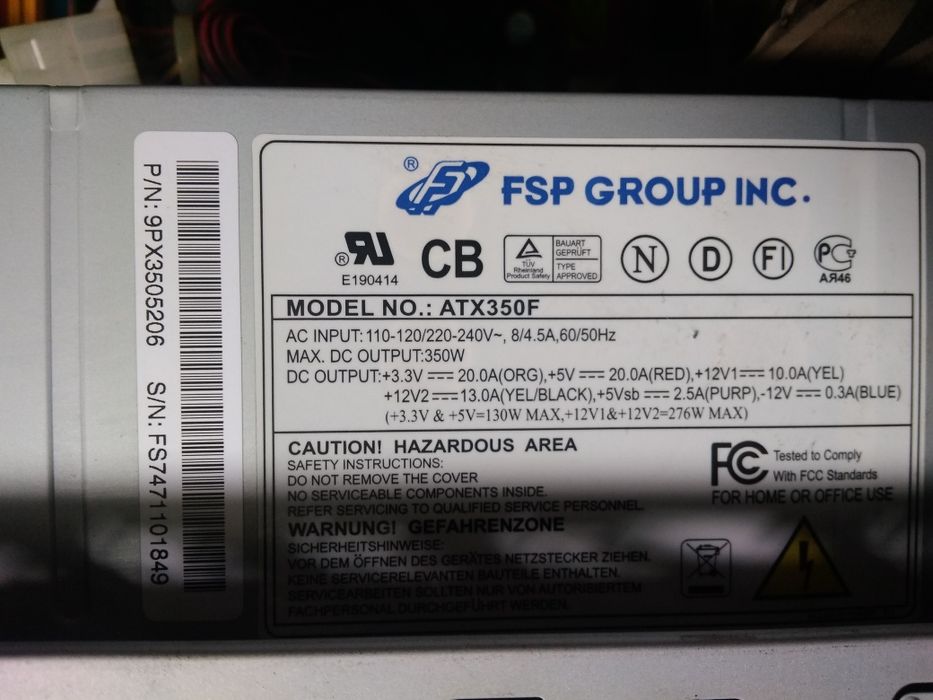 P/N: 9PX3505206 S/N: FS7471101849
® FSP GROUP INC.
® RU
E190414
CB
TÜV
Rheinland
Product Safety
BAUART
GEPRÜFT
TYPE
APPROVED
N
D
FI
PG
АЯ46
MODEL NO.: ATX350F
AC INPUT: 110-120/220-240V~, 8/4.5A,60/50Hz
MAX. DC OUTPUT:350W
DC OUTPUT:+3.3V ⎓ 20.0A(ORG),+5V ⎓ 20.0A(RED),+12V1⎓ 10.0A(YEL)
+12V2⎓13.0A(YEL/BLACK),+5Vsb ⎓ 2.5A(PURP),-12V ⎓ 0.3A(BLUE)
(+3.3V & +5V=130W MAX,+12V1&+12V2=276W MAX)
CAUTION! HAZARDOUS AREA
SAFETY INSTRUCTIONS:
DO NOT REMOVE THE COVER
NO SERVICEABLE COMPONENTS INSIDE.
REFER SERVICING TO QUALIFIED SERVICE PERSONNEL.
WARNUNG! GEFAHRENZONE
SICHERHEITSHINWEISE:
VOR DEM ÖFFNEN DES GERÄTES NETZSTECKER ZIEHEN.
KEINE SERVICERELEVANTEN BAUTEILE ENTHALTEN.
SERVICEARBEITEN SOLLTEN NUR VON AUTORISIERTEM
FACHPERSONAL DURCHGEFÜHRT WERDEN.
FC Tested to Comply
With FCC Standards
FOR HOME OR OFFICE USE